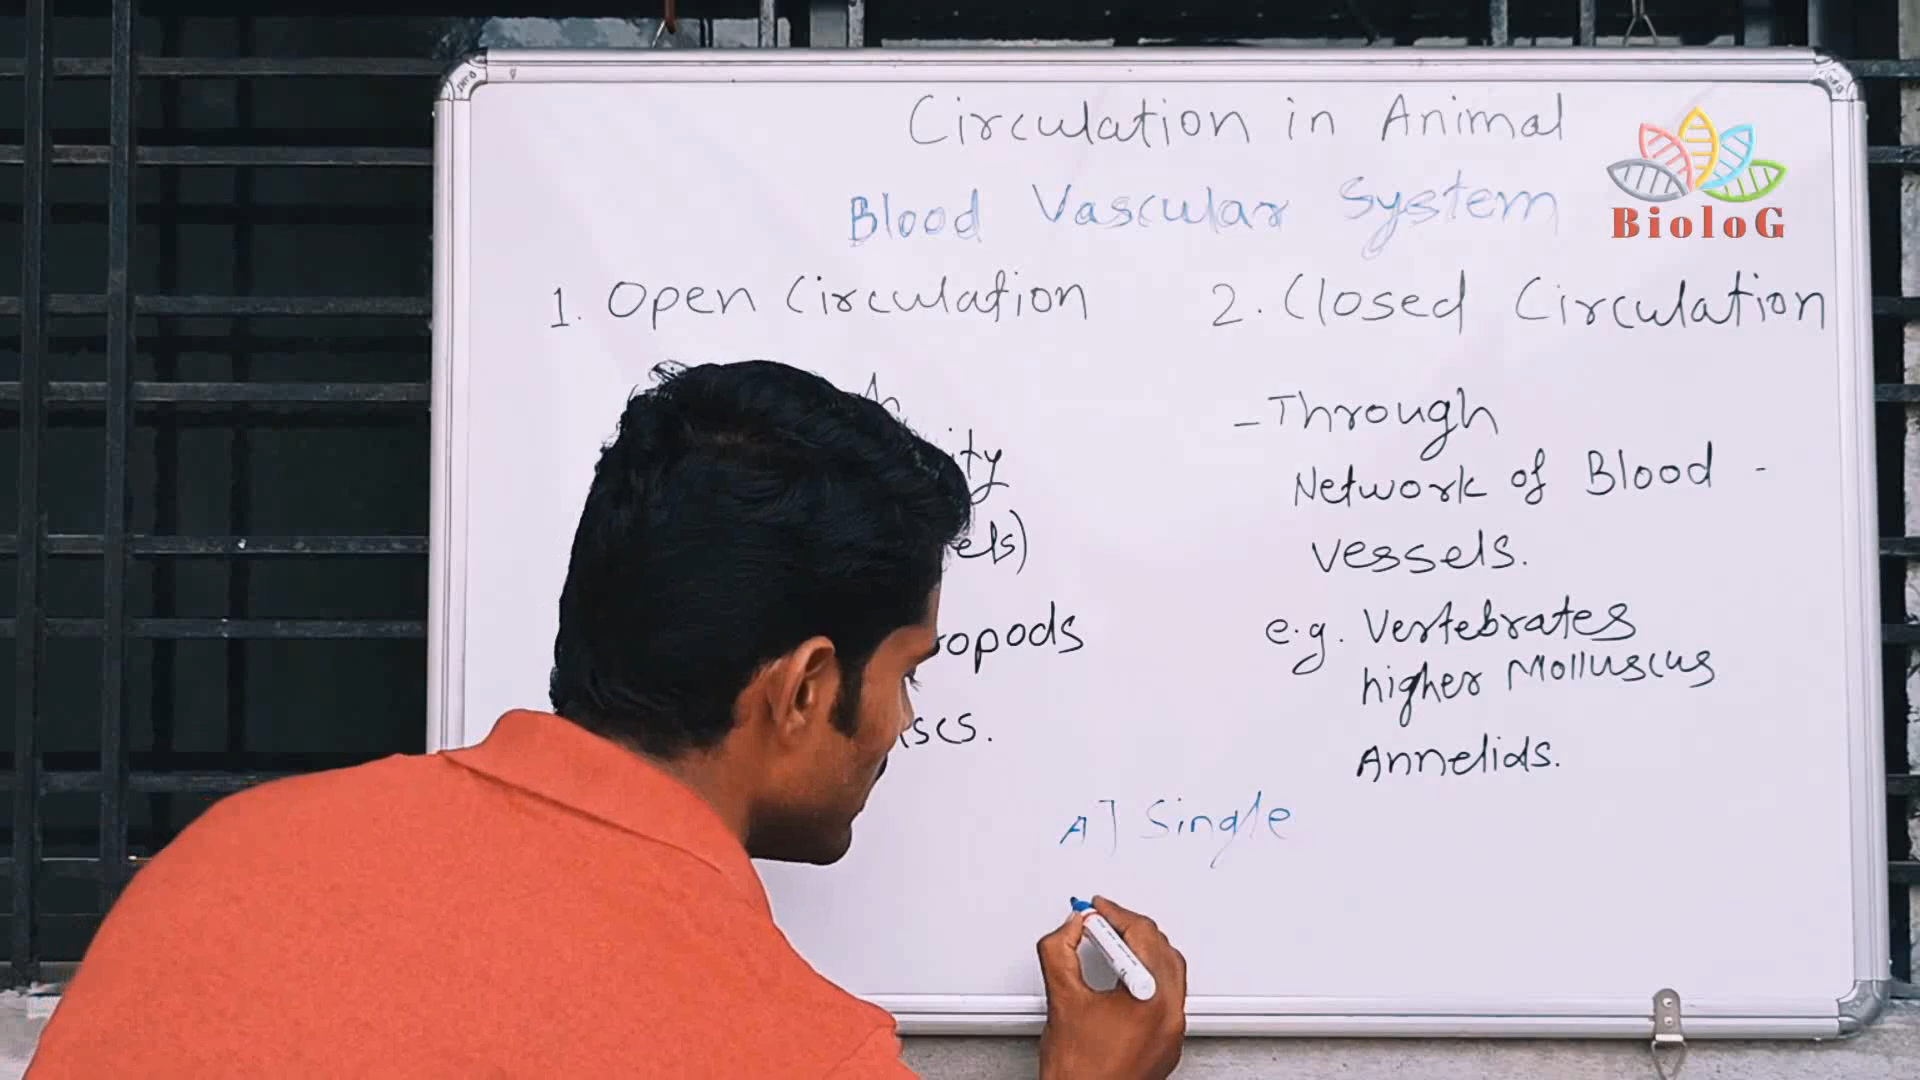 Circulation in Animal
Blood Vascular System
BioloG
1. Open Circulation
2. Closed Circulation
- Through
Network of Blood -
Vessels.
e.g. Vertebrates
higher Molluscus
Annelids.
A] Single